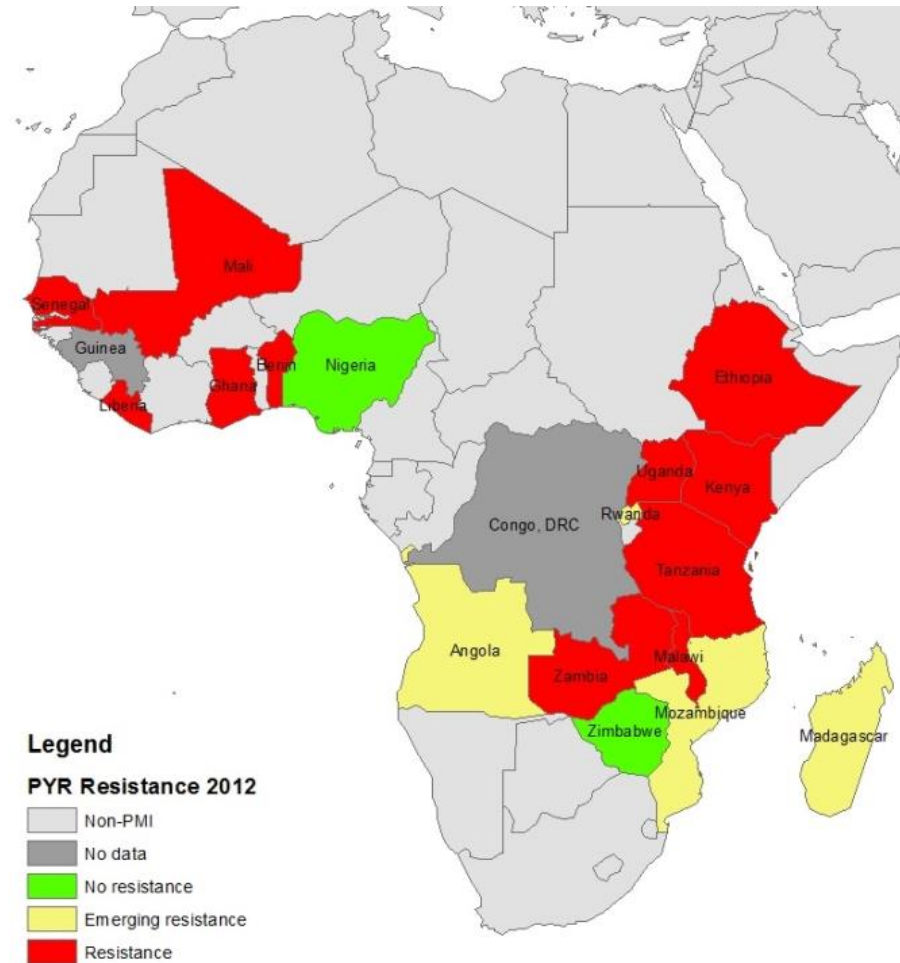 Mali
Senegal
Guinea
Benin
Nigeria
Ghana
Liberia
Ethiopia
Uganda
Kenya
Rwanda
Congo, DRC
Tanzania
Angola
Malawi
Zambia
Mozambique
Zimbabwe
Madagascar
Legend
PYR Resistance 2012
Non-PMI
No data
No resistance
Emerging resistance
Resistance